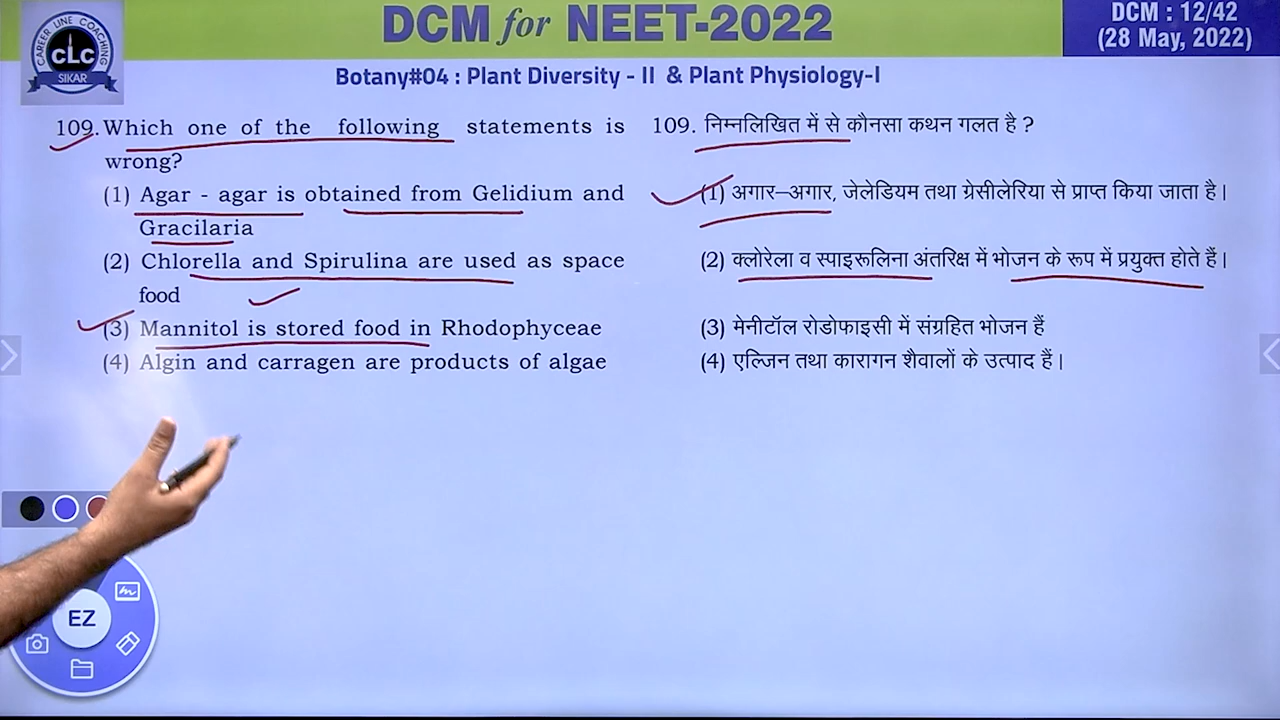 DCM for NEET-2022
DCM : 12/42
(28 May, 2022)
CAREER LINE COACHING
CLC
SIKAR
Botany#04 : Plant Diversity - II & Plant Physiology-I
109. Which one of the following statements is
wrong?
(1) Agar - agar is obtained from Gelidium and
Gracilaria
(2) Chlorella and Spirulina are used as space
food
(3) Mannitol is stored food in Rhodophyceae
(4) Algin and carragen are products of algae
109. निम्नलिखित में से कौनसा कथन गलत है ?
(1) अगार–अगार, जेलेडियम तथा ग्रेसीलेरिया से प्राप्त किया जाता है।
(2) क्लोरेला व स्पाइरूलिना अंतरिक्ष में भोजन के रूप में प्रयुक्त होते हैं।
(3) मेनीटॉल रोडोफाइसी में संग्रहित भोजन हैं
(4) एल्जिन तथा कारागन शैवालों के उत्पाद हैं।
EZ